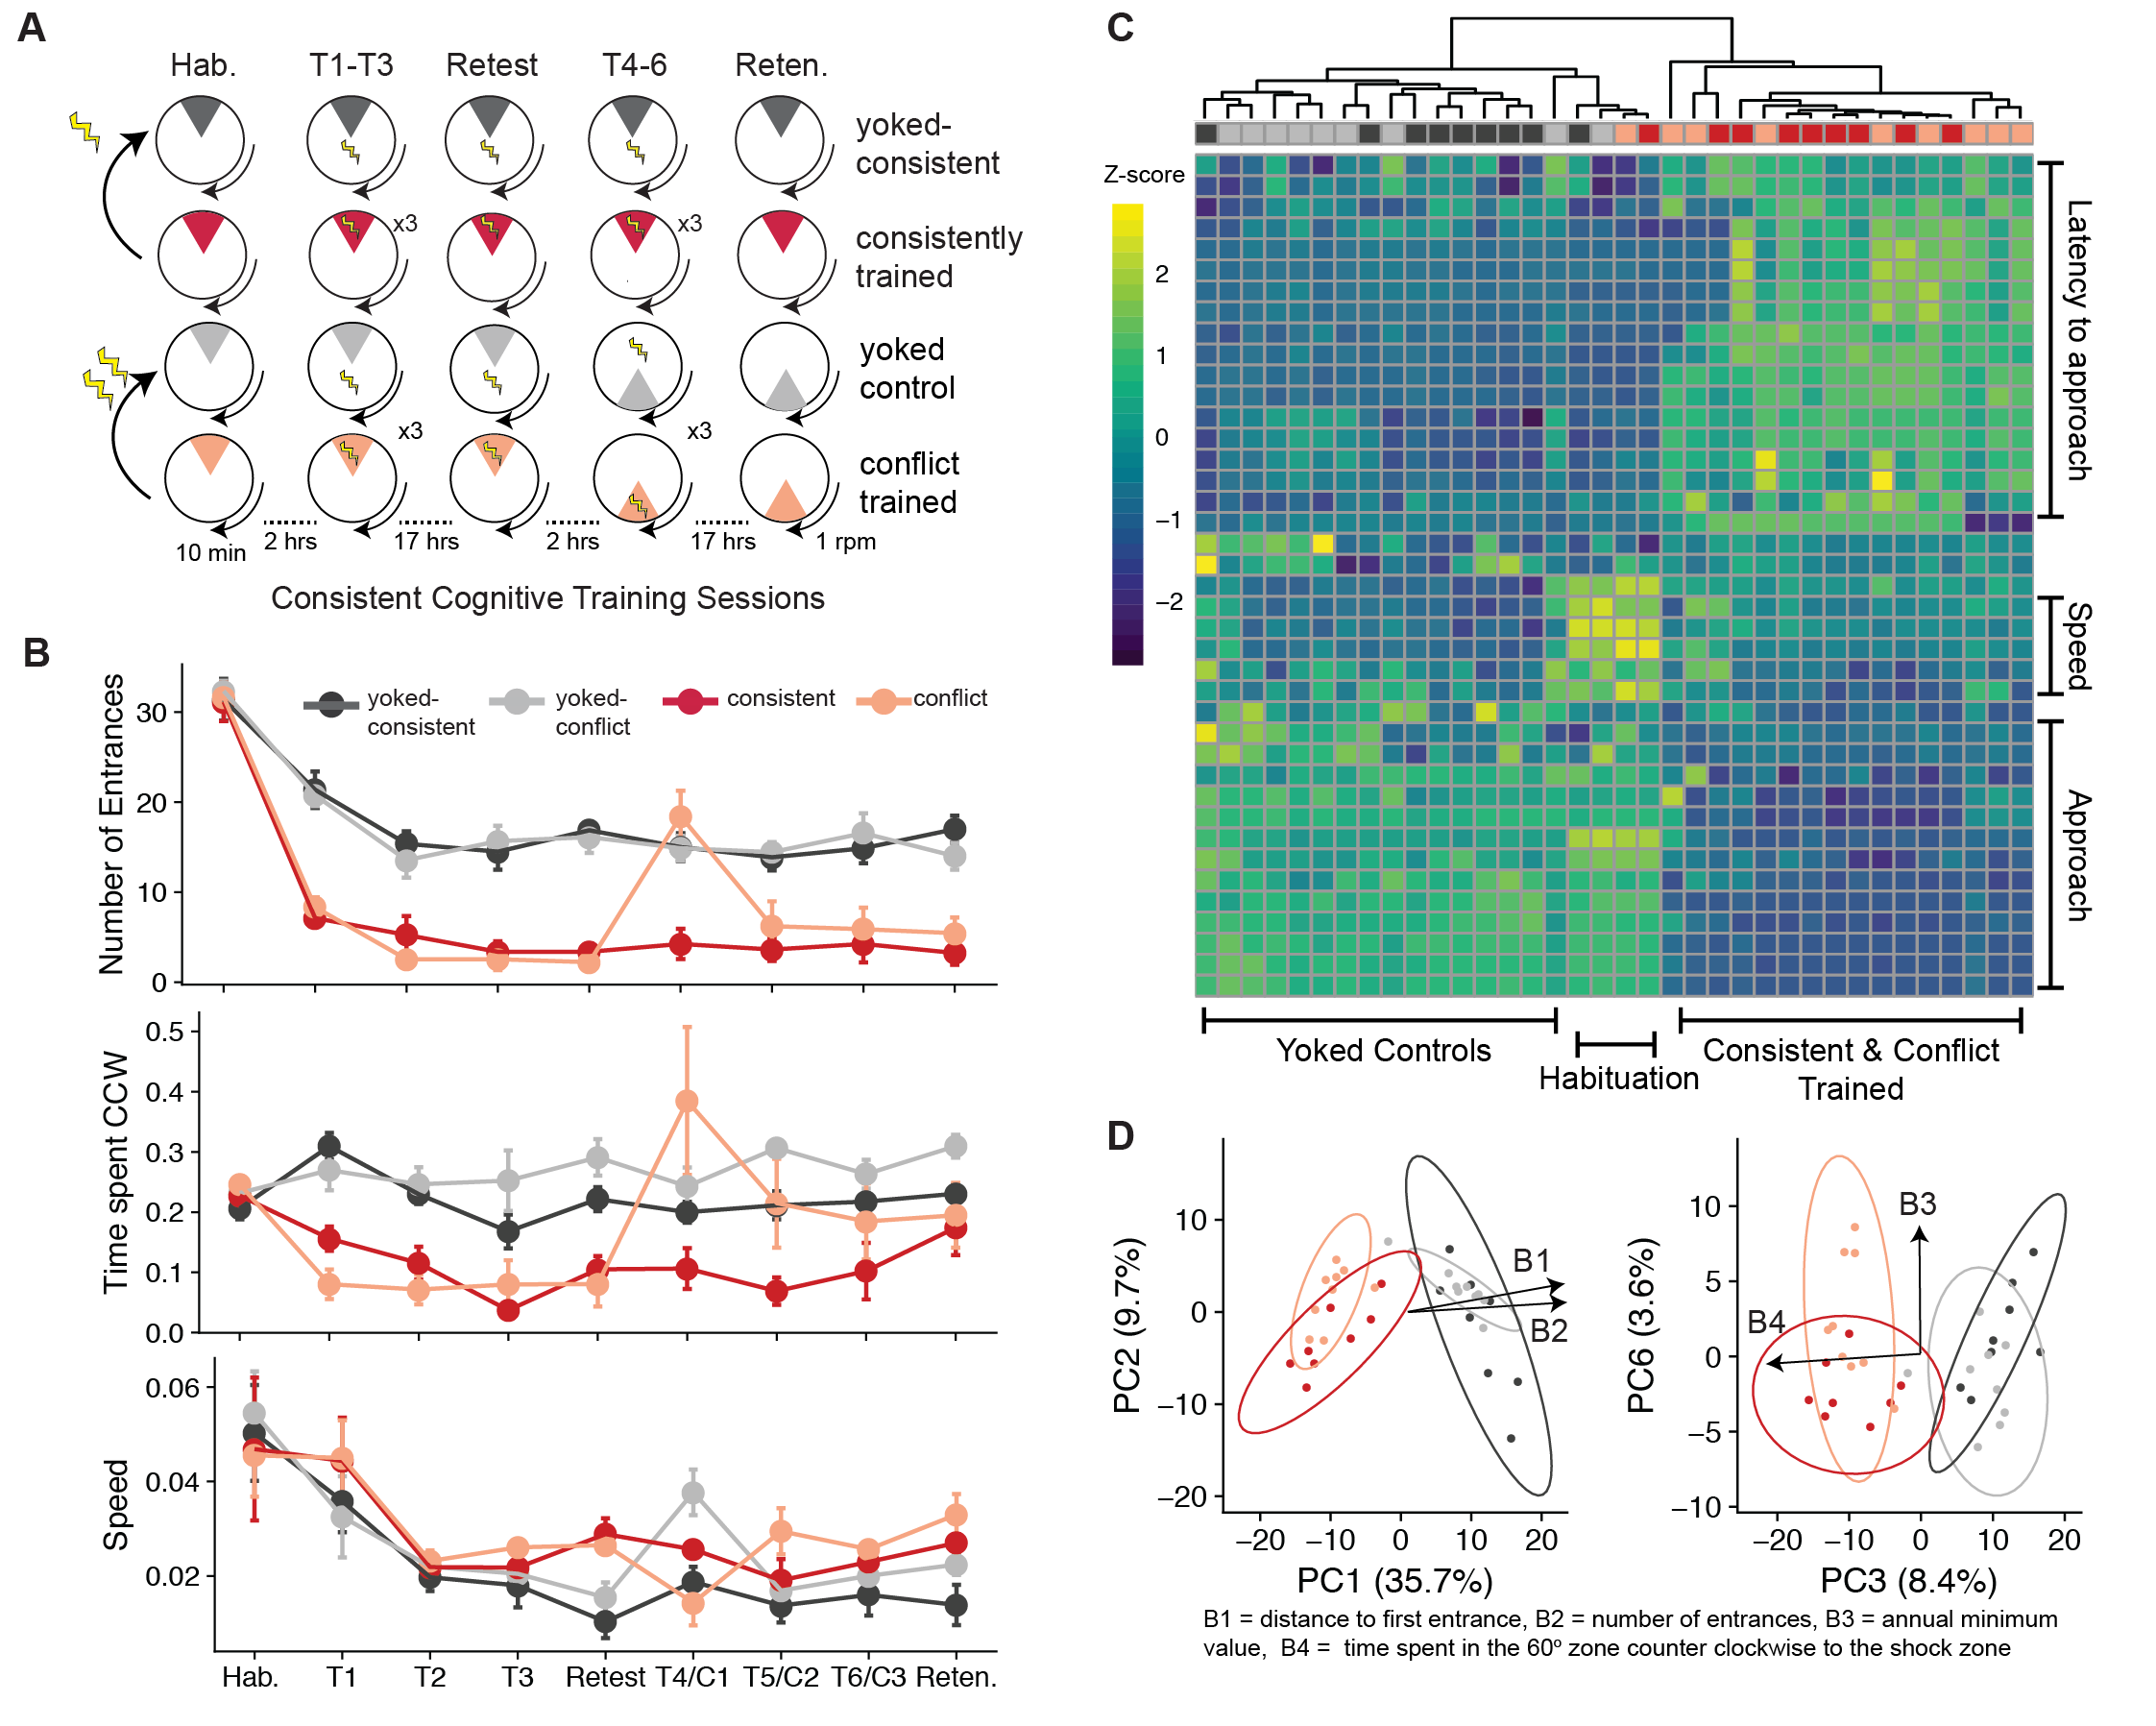 A
Hab. T1-T3 Retest T4-6 Reten.
yoked-
consistent
x3 x3
consistently
trained
yoked
control
x3 x3
conflict
trained
10 min 2 hrs 17 hrs 2 hrs 17 hrs 1 rpm
Consistent Cognitive Training Sessions
B
Number of Entrances
30
20
10
0
yoked-
consistent
yoked-
conflict
consistent
conflict
Time spent CCW
0.5
0.4
0.3
0.2
0.1
0.0
Speed
0.06
0.04
0.02
Hab. T1 T2 T3 Retest T4/C1 T5/C2 T6/C3 Reten.
C
Z-score
2
1
0
−1
−2
Latency to approach
Speed
Approach
Yoked Controls
Habituation
Consistent & Conflict
Trained
D
PC2 (9.7%)
10
0
−10
−20
B1
B2
−20 −10 0 10 20
PC1 (35.7%)
PC6 (3.6%)
10
5
0
−5
−10
B3
B4
−20 −10 0 10 20
PC3 (8.4%)
B1 = distance to first entrance, B2 = number of entrances, B3 = annual minimum
value, B4 = time spent in the 60º zone counter clockwise to the shock zone